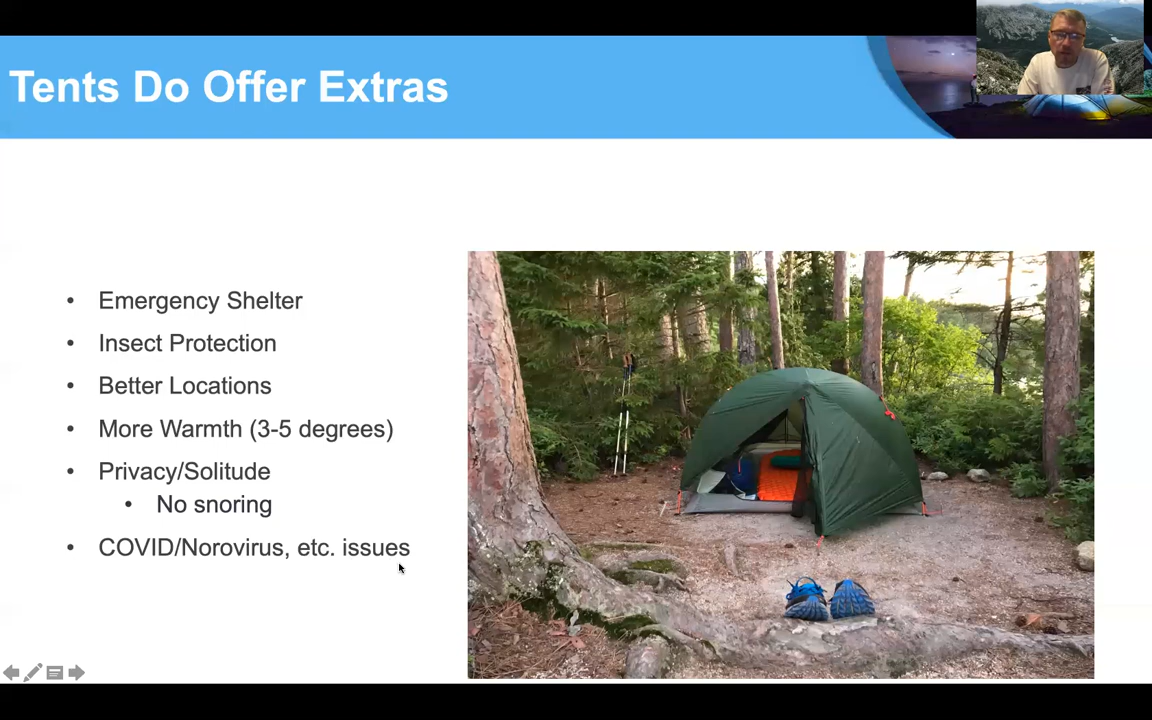 Tents Do Offer Extras
• Emergency Shelter
• Insect Protection
• Better Locations
• More Warmth (3-5 degrees)
• Privacy/Solitude
• No snoring
• COVID/Norovirus, etc. issues